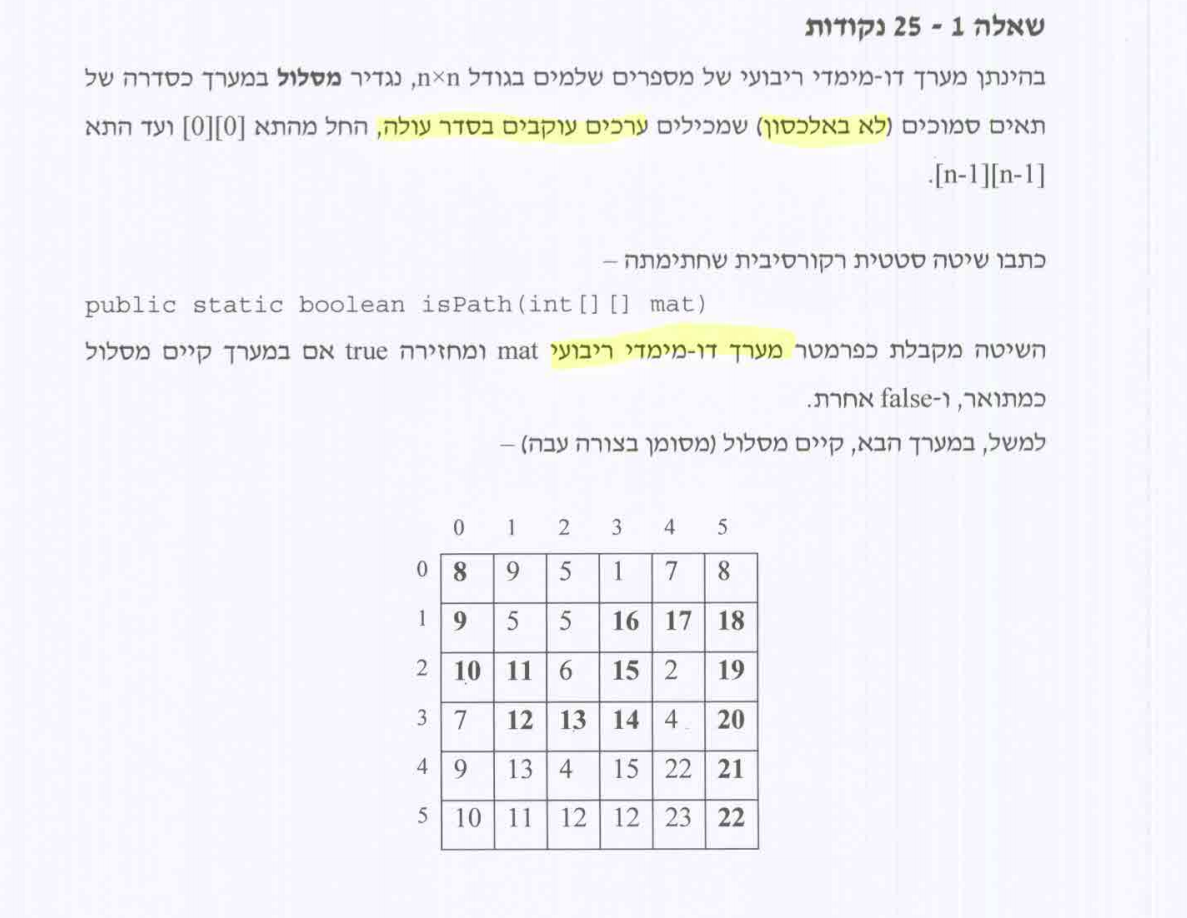 שאלה 1 - 25 נקודות
בהינתן מערך דו-מימדי ריבועי של מספרים שלמים בגודל n×n, נגדיר מסלול במערך כסדרה של
תאים סמוכים (לא באלכסון) שמכילים ערכים עוקבים בסדר עולה, החל מהתא [0][0] ועד התא
[n-1][n-1].
כתבו שיטה סטטית רקורסיבית שחתימתה –
public static boolean isPath(int[][] mat)
השיטה מקבלת כפרמטר מערך דו-מימדי ריבועי mat ומחזירה true אם במערך קיים מסלול
כמתואר, ו-false אחרת.
למשל, במערך הבא, קיים מסלול (מסומן בצורה עבה) –
0 1 2 3 4 5
0 8 9 5 1 7 8
1 9 5 5 16 17 18
2 10 11 6 15 2 19
3 7 12 13 14 4 20
4 9 13 4 15 22 21
5 10 11 12 12 23 22